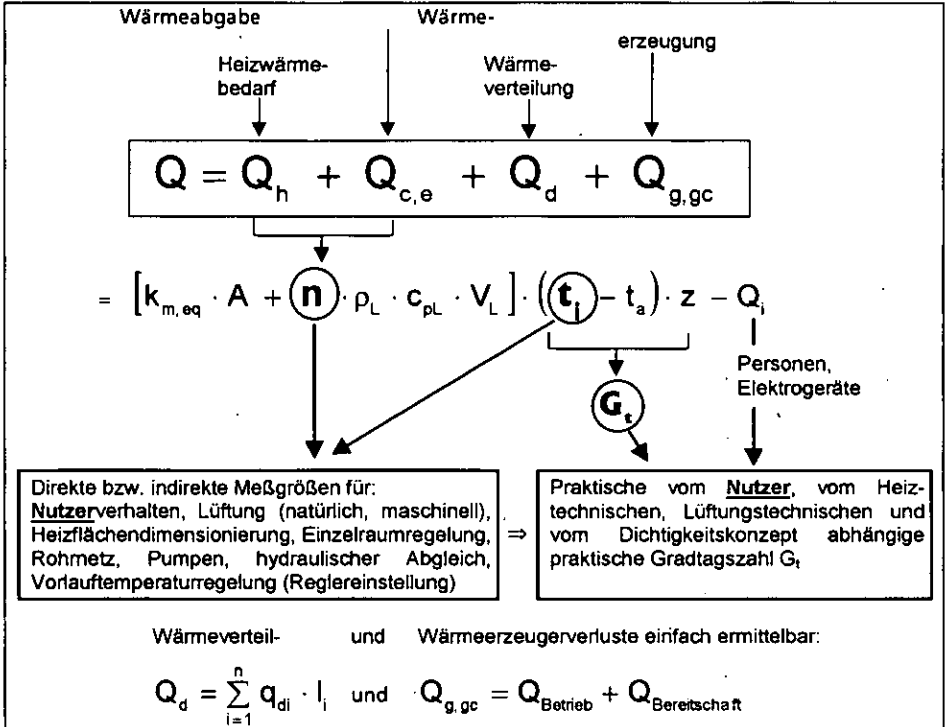 Wärmeabgabe Wärme-
erzeugung
Heizwärme-
bedarf
Wärme-
verteilung
Q = Q_h + Q_c,e + Q_d + Q_g,gc
= [k_m,eq · A + n · ρ_L · c_pL · V_L] · (t_i – t_a) · z – Q_i
Personen,
Elektrogeräte
G_t
Direkte bzw. indirekte Meßgrößen für:
Nutzerverhalten, Lüftung (natürlich, maschinell),
Heizflächendimensionierung, Einzelraumregelung,
Rohrnetz, Pumpen, hydraulischer Abgleich,
Vorlauftemperaturregelung (Reglereinstellung)
⇒
Praktische vom Nutzer, vom Heiz-
technischen, Lüftungstechnischen und
vom Dichtigkeitskonzept abhängige
praktische Gradtagszahl G_t
Wärmeverteil- und Wärmeerzeugerverluste einfach ermittelbar:
Q_d = ∑_{i=1}^{n} q_di · l_i und Q_g,gc = Q_Betrieb + Q_Bereitschaft